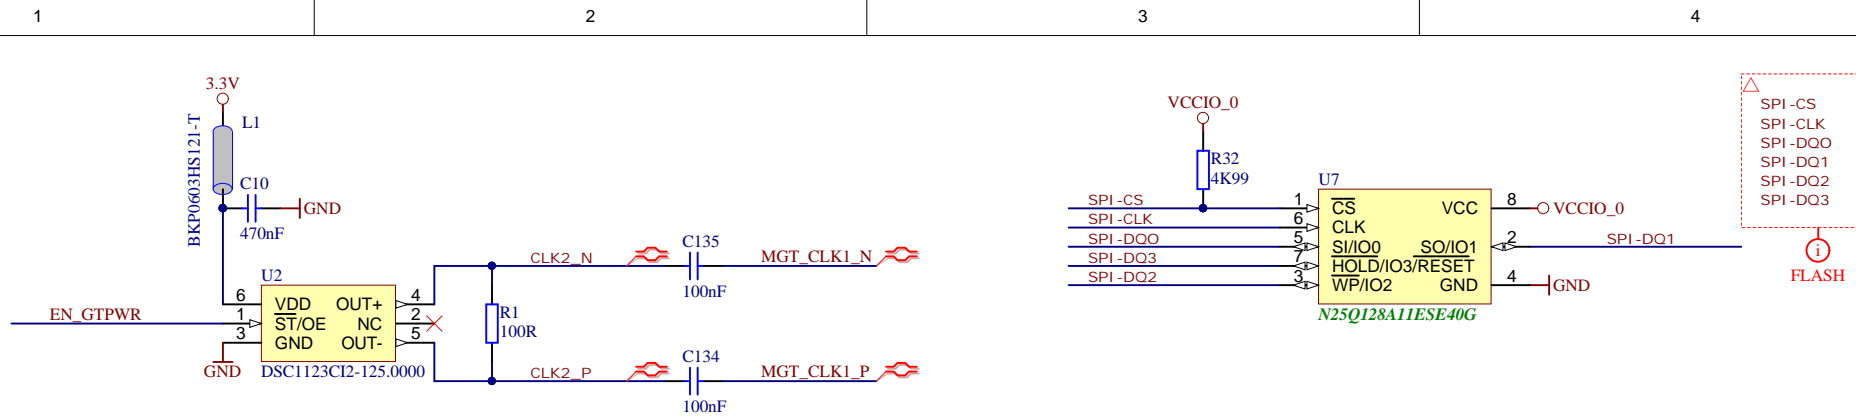 1 2 3 4
3.3V
L1
BKP0603HS121-T
C10
GND
470nF
U2
6 VDD OUT+ 4
EN_GTPWR 1 ST/OE NC 2
3 GND OUT- 5
GND
DSC1123CI2-125.0000
CLK2_N C135 MGT_CLK1_N
100nF
R1
100R
CLK2_P C134 MGT_CLK1_P
100nF
VCCIO_0
R32
4K99
U7
SPI-CS 1 CS VCC 8 VCCIO_0
SPI-CLK 6 CLK
SPI-DQ0 5 SI/IO0 SO/IO1 2 SPI-DQ1
SPI-DQ3 7 HOLD/IO3/RESET
SPI-DQ2 3 WP/IO2 GND 4 GND
N25Q128A11ESE40G
SPI-CS
SPI-CLK
SPI-DQ0
SPI-DQ1
SPI-DQ2
SPI-DQ3
i
FLASH